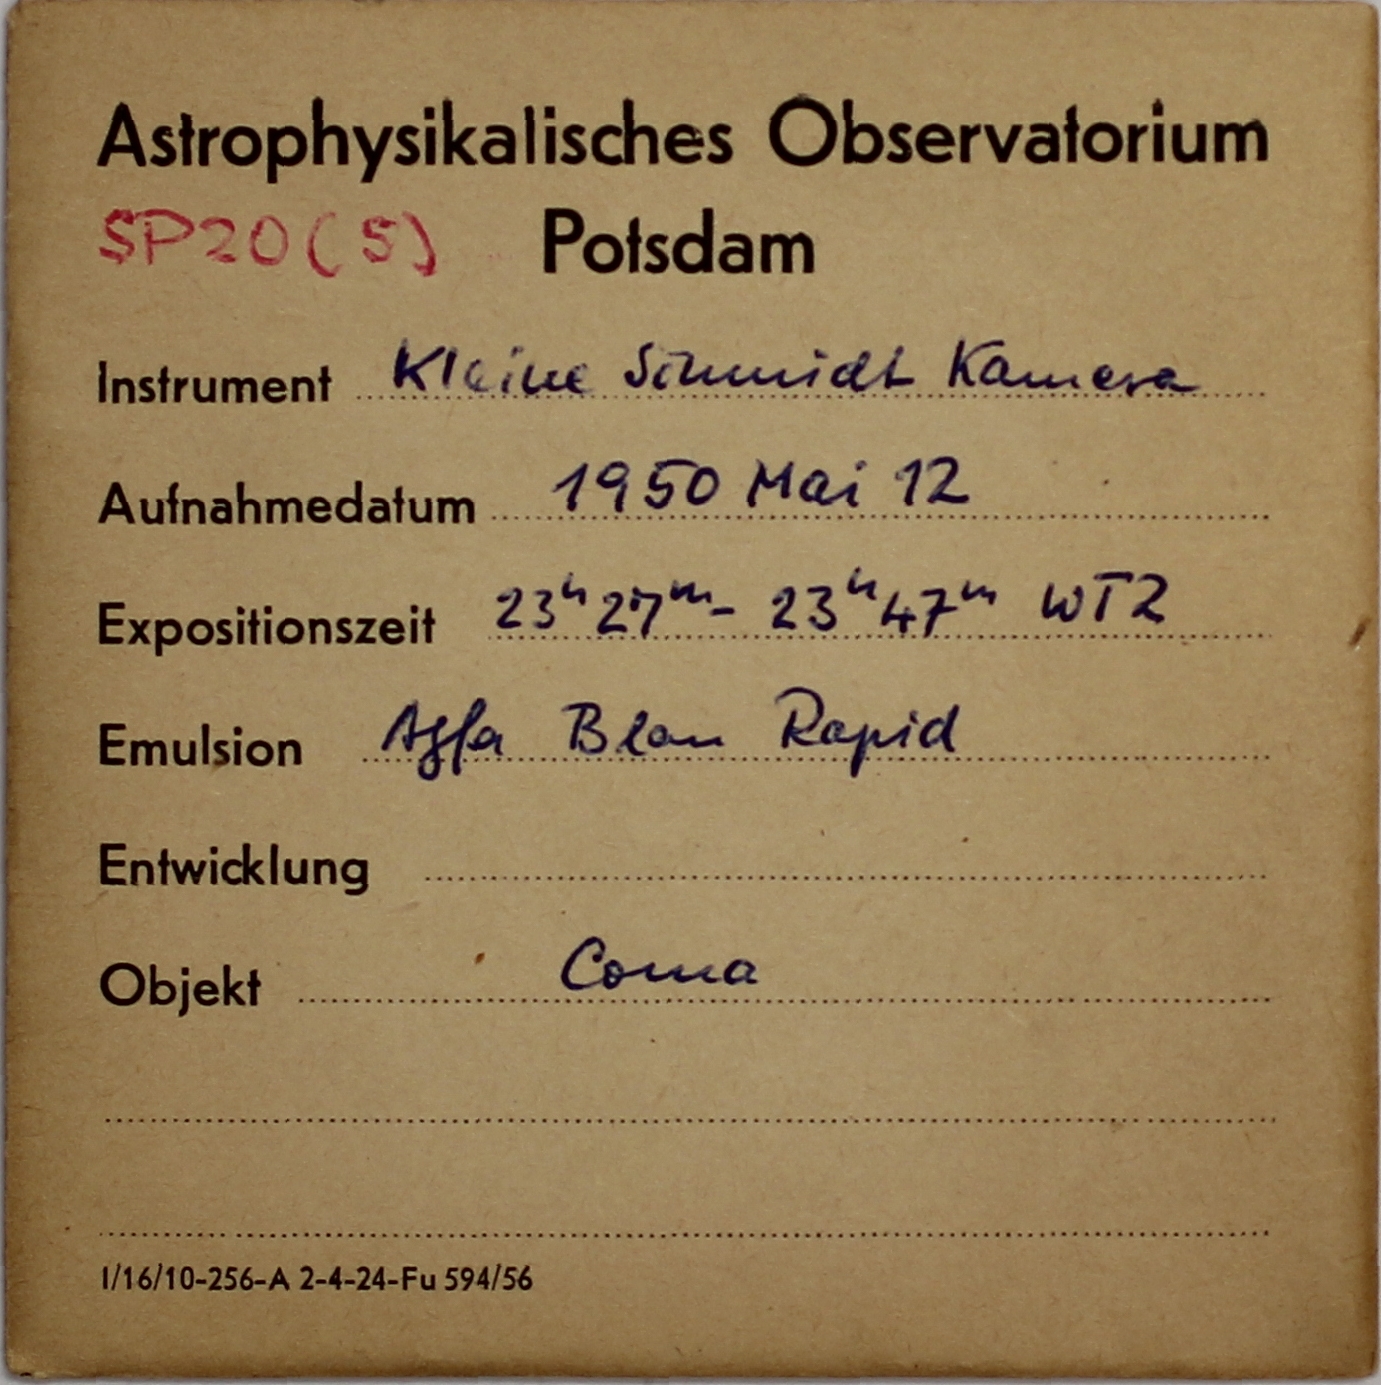 Astrophysikalisches Observatorium
SP20(5) Potsdam
Instrument Kleine Schmidt Kamera
Aufnahmedatum 1950 Mai 12
Expositionszeit 23h27m - 23h47m WTZ
Emulsion Agfa Blau Rapid
Entwicklung
Objekt Coma
I/16/10-256-A 2-4-24-Fu 594/56